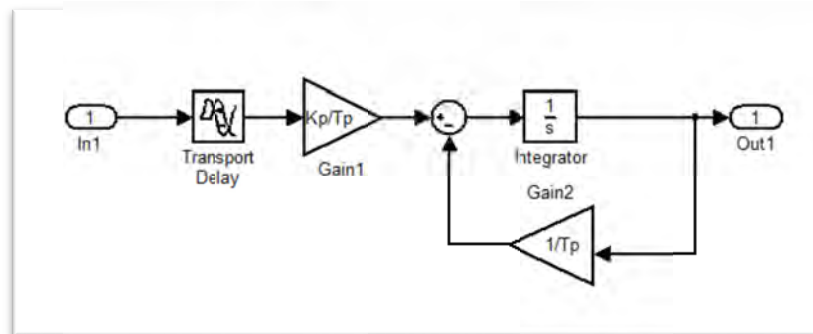 1
In1
Transport
Delay
Kp/Tp
Gain1
+
-
1
s
Integrator
1
Out1
Gain2
1/Tp